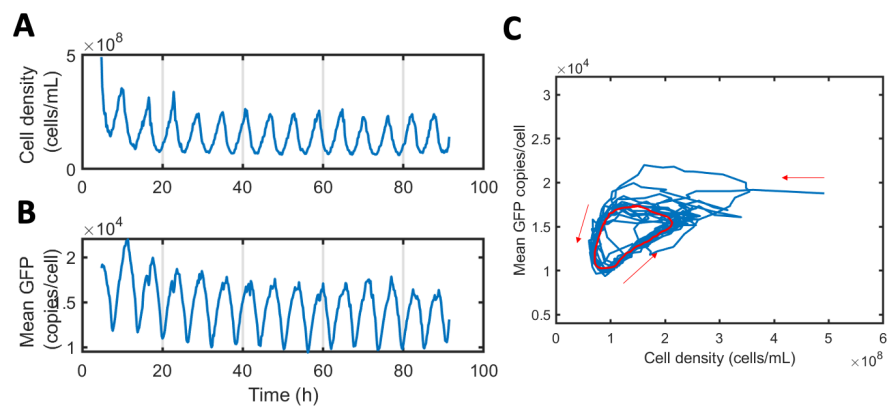 A
×10^8
5
0
Cell density
(cells/mL)
0 20 40 60 80 100
B
×10^4
2
1.5
1
Mean GFP
(copies/cell)
0 20 40 60 80 100
Time (h)
C
×10^4
3
2.5
2
1.5
1
0.5
Mean GFP copies/cell
0 1 2 3 4 5 6
Cell density (cells/mL)
×10^8